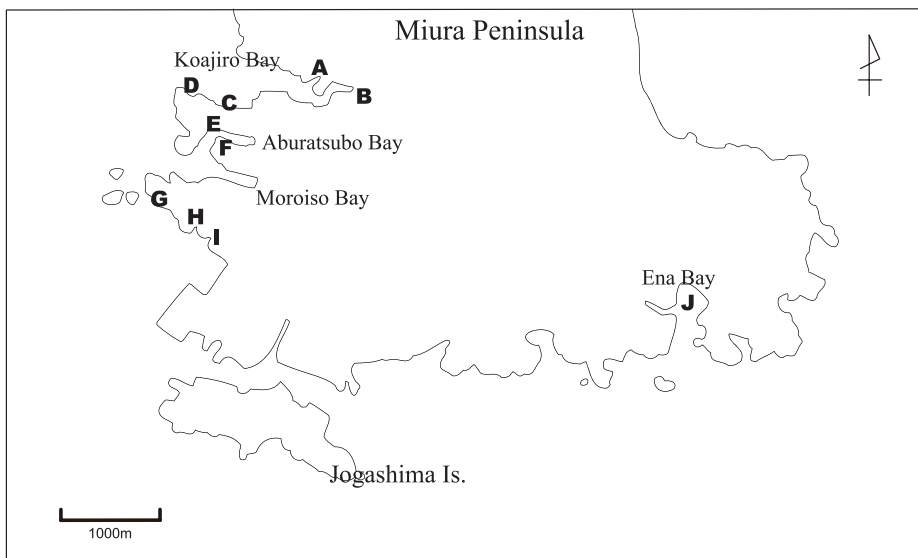 Miura Peninsula
Koajiro Bay
A
D
B
C
E
Aburatsubo Bay
F
Moroiso Bay
G
H
I
Ena Bay
J
Jogashima Is.
1000m